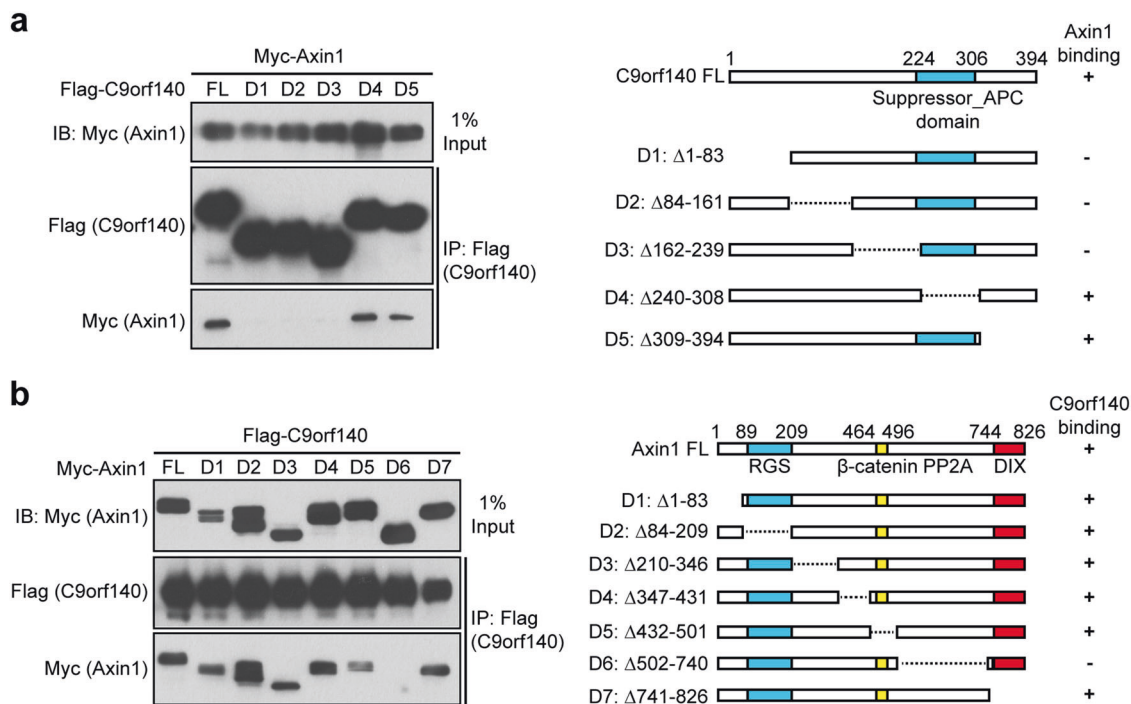 a
Myc-Axin1
Flag-C9orf140
FL D1 D2 D3 D4 D5
IB: Myc (Axin1)
1%
Input
Flag (C9orf140)
Myc (Axin1)
IP: Flag
(C9orf140)
Axin1
binding
1 224 306 394
C9orf140 FL +
Suppressor_APC
domain
D1: Δ1-83 -
D2: Δ84-161 -
D3: Δ162-239 -
D4: Δ240-308 +
D5: Δ309-394 +
b
Flag-C9orf140
Myc-Axin1 FL D1 D2 D3 D4 D5 D6 D7
IB: Myc (Axin1)
1%
Input
Flag (C9orf140)
Myc (Axin1)
IP: Flag
(C9orf140)
C9orf140
binding
1 89 209 464 496 744 826
Axin1 FL +
RGS β-catenin PP2A DIX
D1: Δ1-83 +
D2: Δ84-209 +
D3: Δ210-346 +
D4: Δ347-431 +
D5: Δ432-501 +
D6: Δ502-740 -
D7: Δ741-826 +